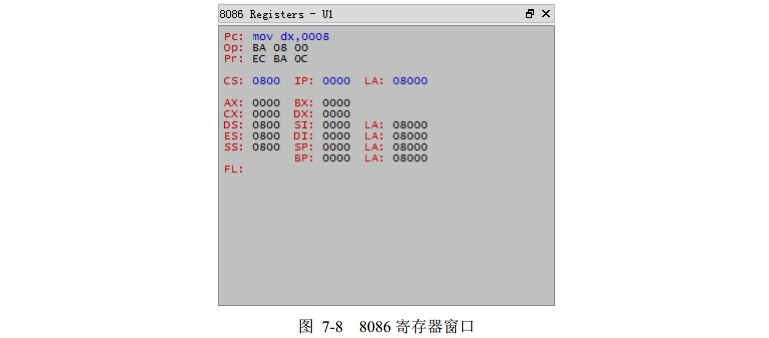 8086 Registers - U1
Pc: mov dx,0008
Op: BA 08 00
Pr: EC BA 0C
CS: 0800 IP: 0000 LA: 08000
AX: 0000 BX: 0000
CX: 0000 DX: 0000
DS: 0800 SI: 0000 LA: 08000
ES: 0800 DI: 0000 LA: 08000
SS: 0800 SP: 0000 LA: 08000
BP: 0000 LA: 08000
FL:
图 7-8 8086 寄存器窗口